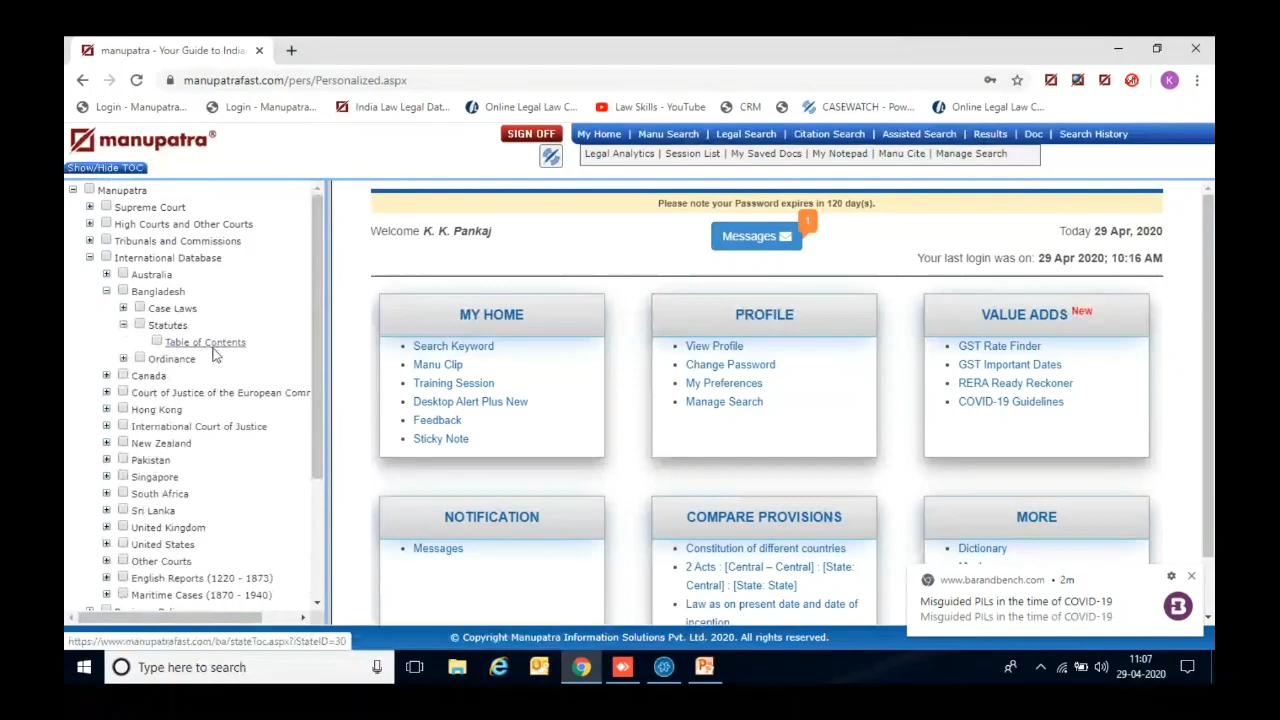 manupatra - Your Guide to India
manupatrafast.com/pers/Personalized.aspx
K
Login - Manupatra...
Login - Manupatra...
India Law Legal Dat...
Online Legal Law C...
Law Skills - YouTube
CRM
CASEWATCH - Pow...
Online Legal Law C...
manupatra®
SIGN OFF
My Home | Manu Search | Legal Search | Citation Search | Assisted Search | Results | Doc | Search History
Legal Analytics | Session List | My Saved Docs | My Notepad | Manu Cite | Manage Search
Show/Hide TOC
Manupatra
Supreme Court
High Courts and Other Courts
Tribunals and Commissions
International Database
Australia
Bangladesh
Case Laws
Statutes
Table of Contents
Ordinance
Canada
Court of Justice of the European Comm
Hong Kong
International Court of Justice
New Zealand
Pakistan
Singapore
South Africa
Sri Lanka
United Kingdom
United States
Other Courts
English Reports (1220 - 1873)
Maritime Cases (1870 - 1940)
Please note your Password expires in 120 day(s).
Welcome K. K. Pankaj
Messages
1
Today 29 Apr, 2020
Your last login was on: 29 Apr 2020; 10:16 AM
MY HOME
Search Keyword
Manu Clip
Training Session
Desktop Alert Plus New
Feedback
Sticky Note
PROFILE
View Profile
Change Password
My Preferences
Manage Search
VALUE ADDS New
GST Rate Finder
GST Important Dates
RERA Ready Reckoner
COVID-19 Guidelines
NOTIFICATION
Messages
COMPARE PROVISIONS
Constitution of different countries
2 Acts : [Central – Central] : [State:
Central] : [State: State]
Law as on present date and date of
inception
MORE
Dictionary
www.barandbench.com • 2m
Misguided PILs in the time of COVID-19
Misguided PILs in the time of COVID-19
https://www.manupatrafast.com/ba/stateToc.aspx?iStateID=30
© Copyright Manupatra Information Solutions Pvt. Ltd. 2020. All rights reserved.
Type here to search
11:07
29-04-2020